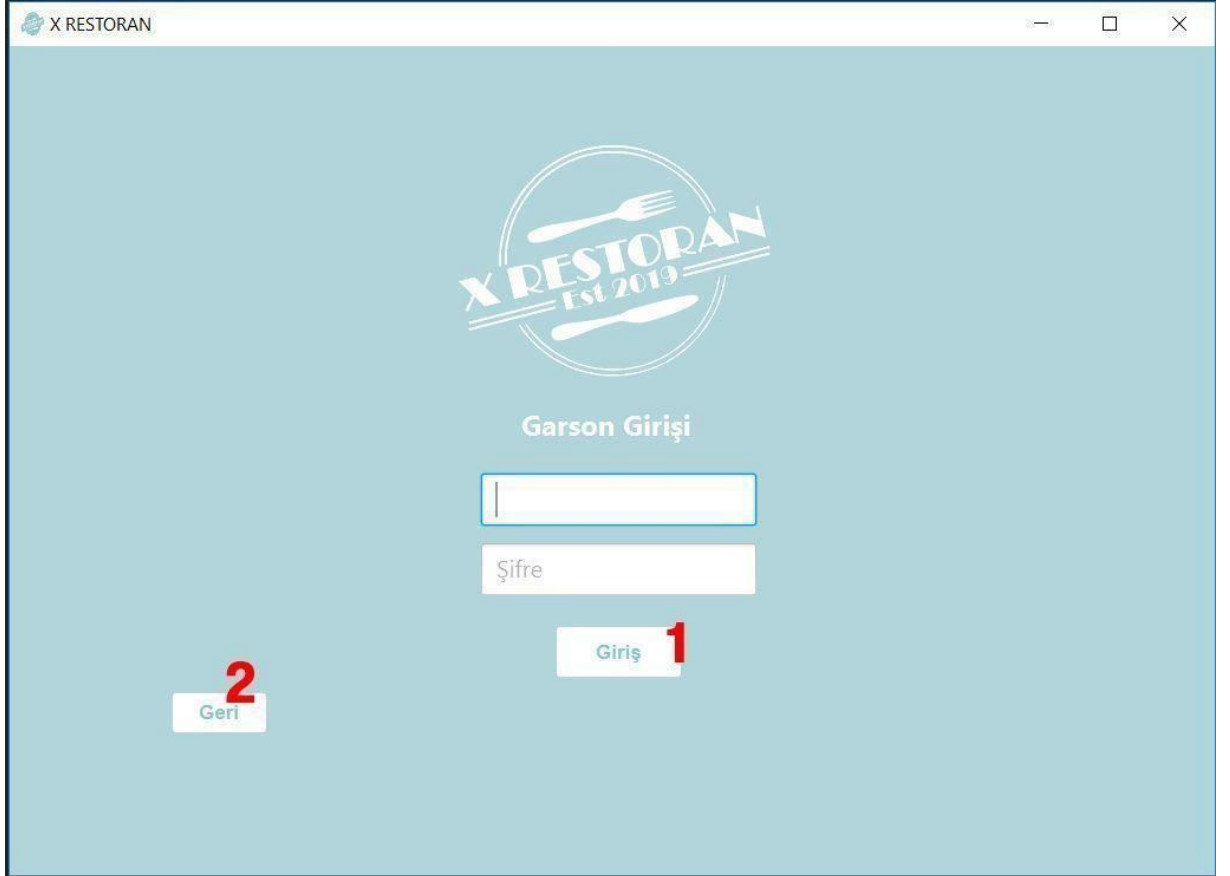 X RESTORAN
X RESTORAN
Est 2019
Garson Girişi
Şifre
Giriş
1
2
Geri